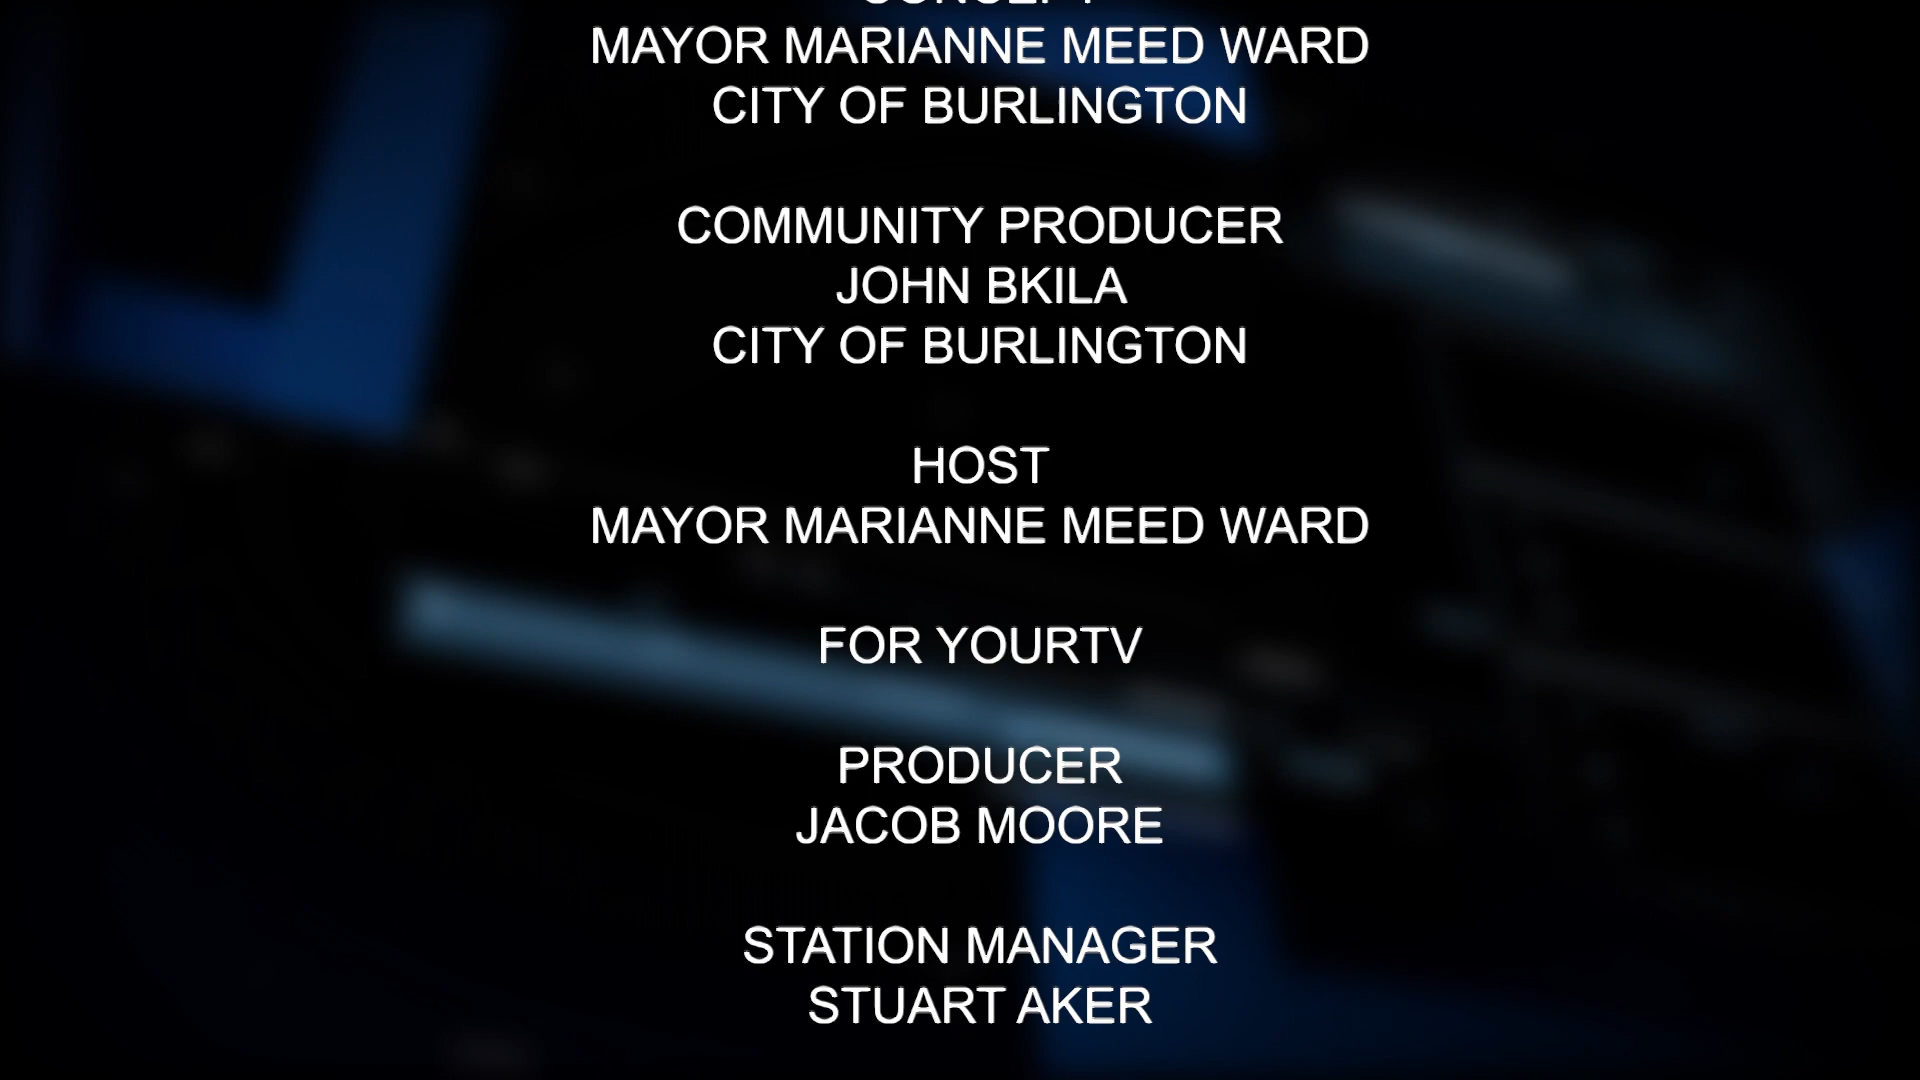 CONCEPT
MAYOR MARIANNE MEED WARD
CITY OF BURLINGTON
COMMUNITY PRODUCER
JOHN BKILA
CITY OF BURLINGTON
HOST
MAYOR MARIANNE MEED WARD
FOR YOURTV
PRODUCER
JACOB MOORE
STATION MANAGER
STUART AKER